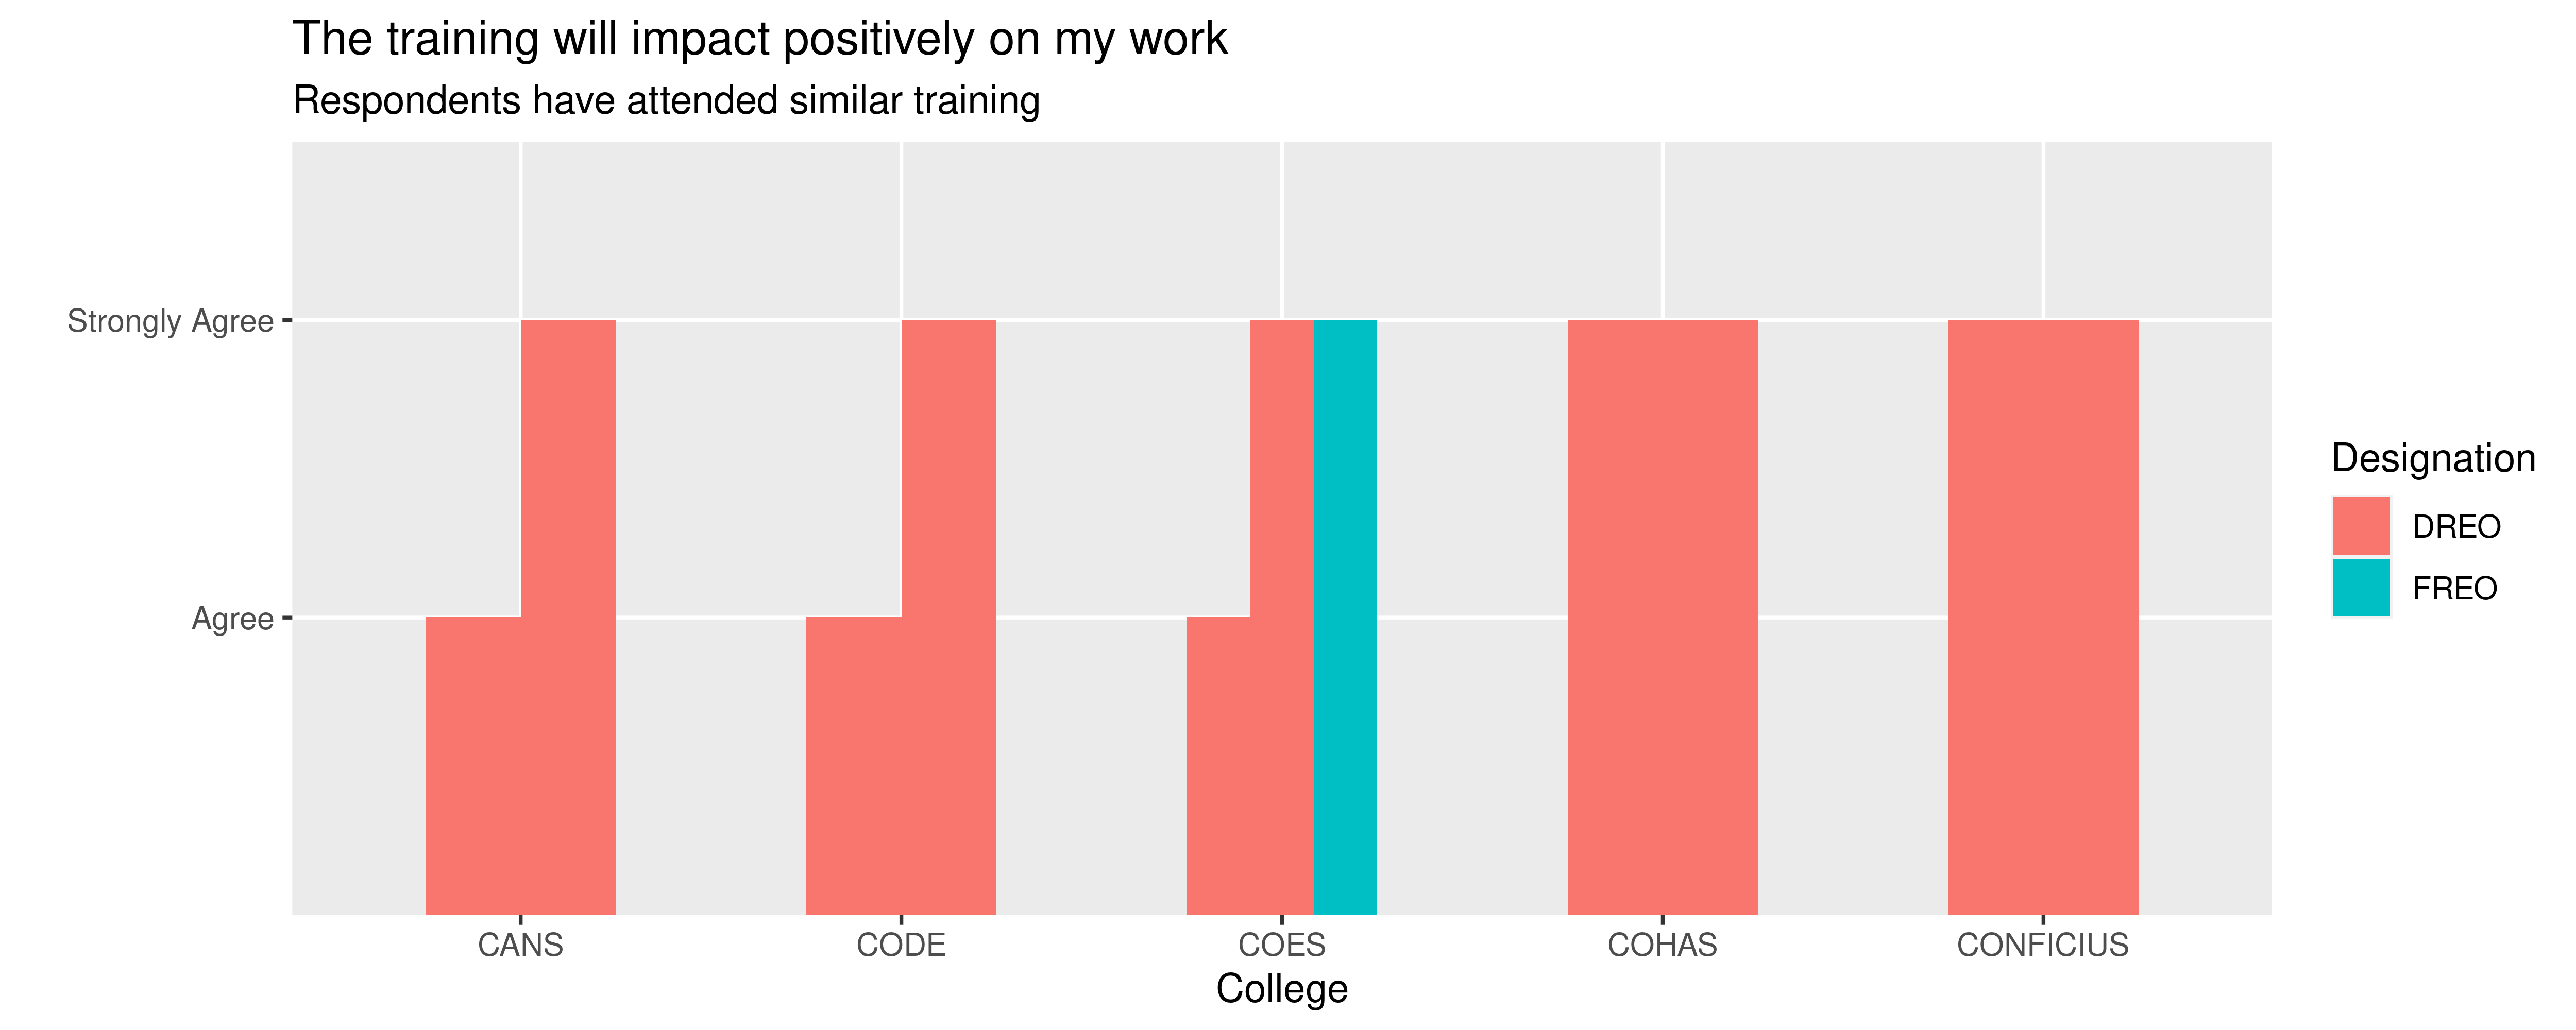 The training will impact positively on my work
Respondents have attended similar training
Strongly Agree
Agree
CANS CODE COES COHAS CONFICIUS
College
Designation
DREO
FREO